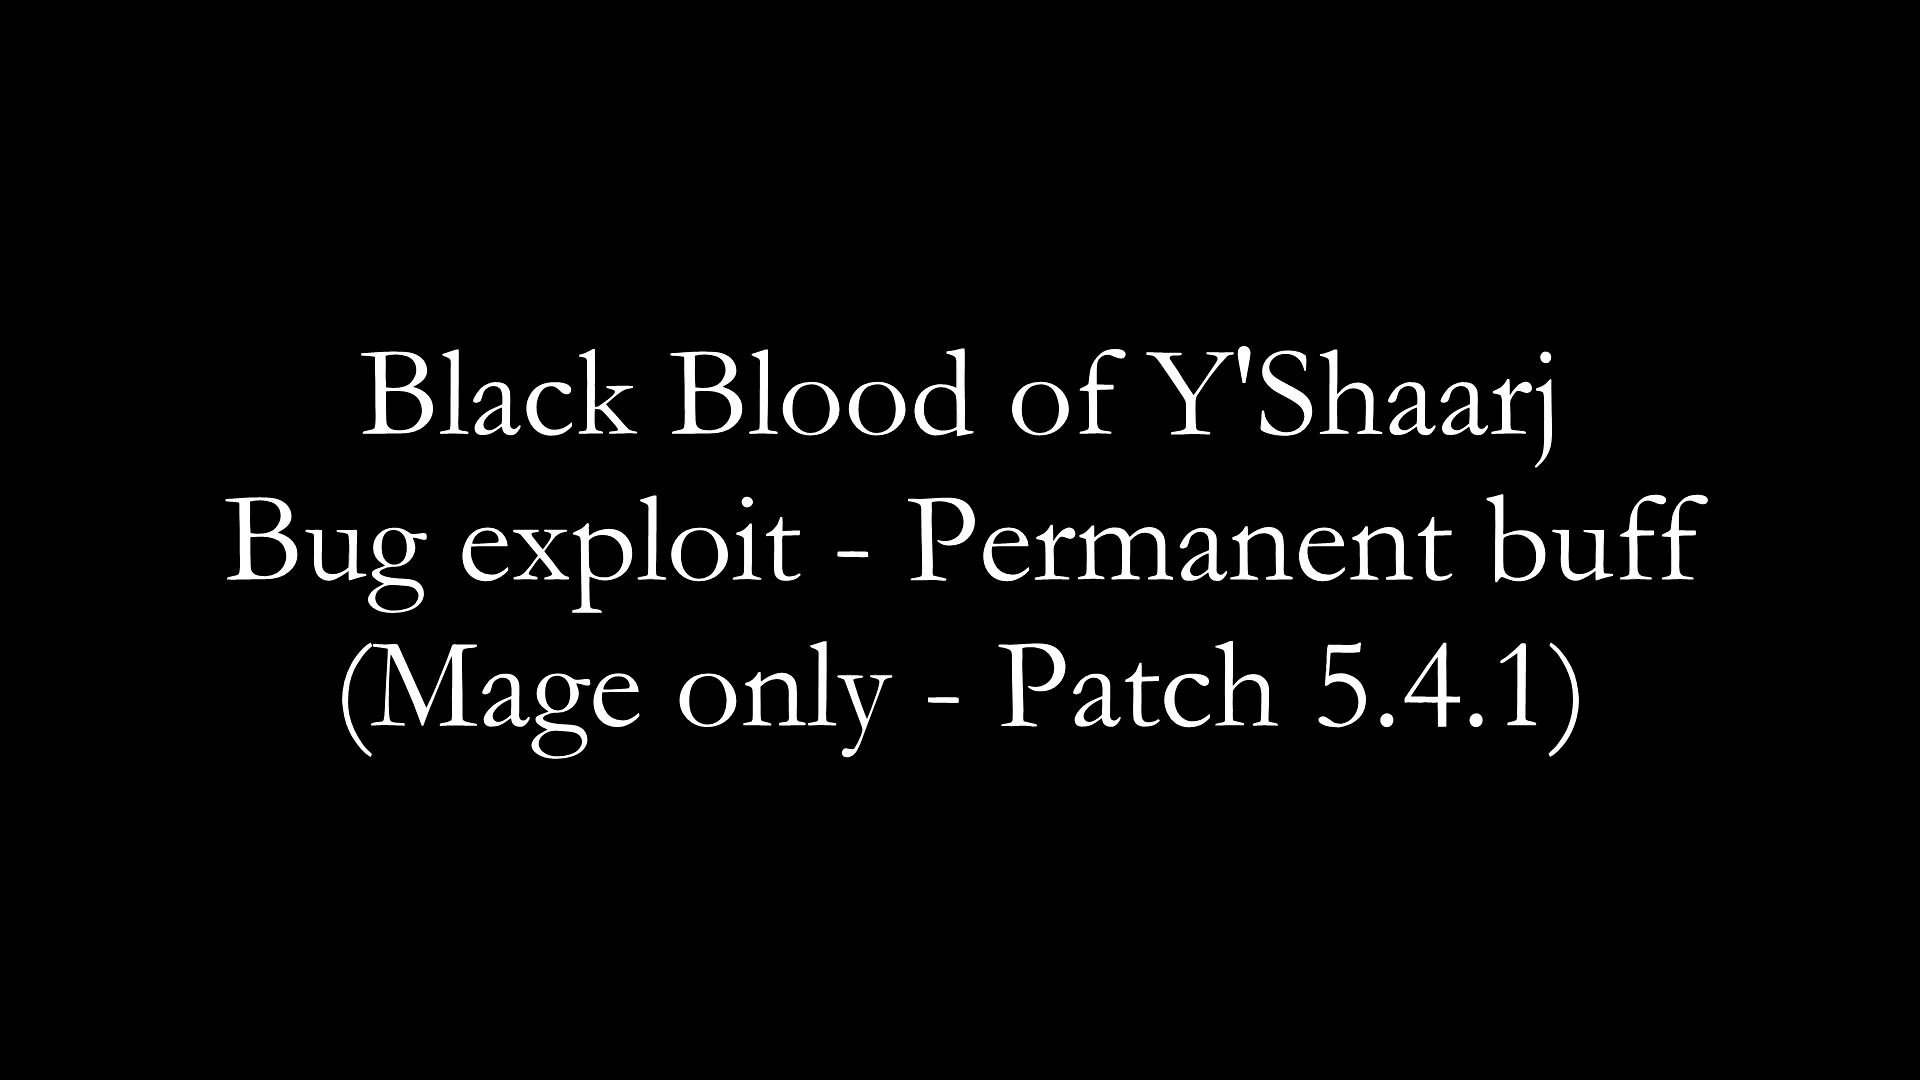 Black Blood of Y'Shaarj
Bug exploit - Permanent buff
(Mage only - Patch 5.4.1)